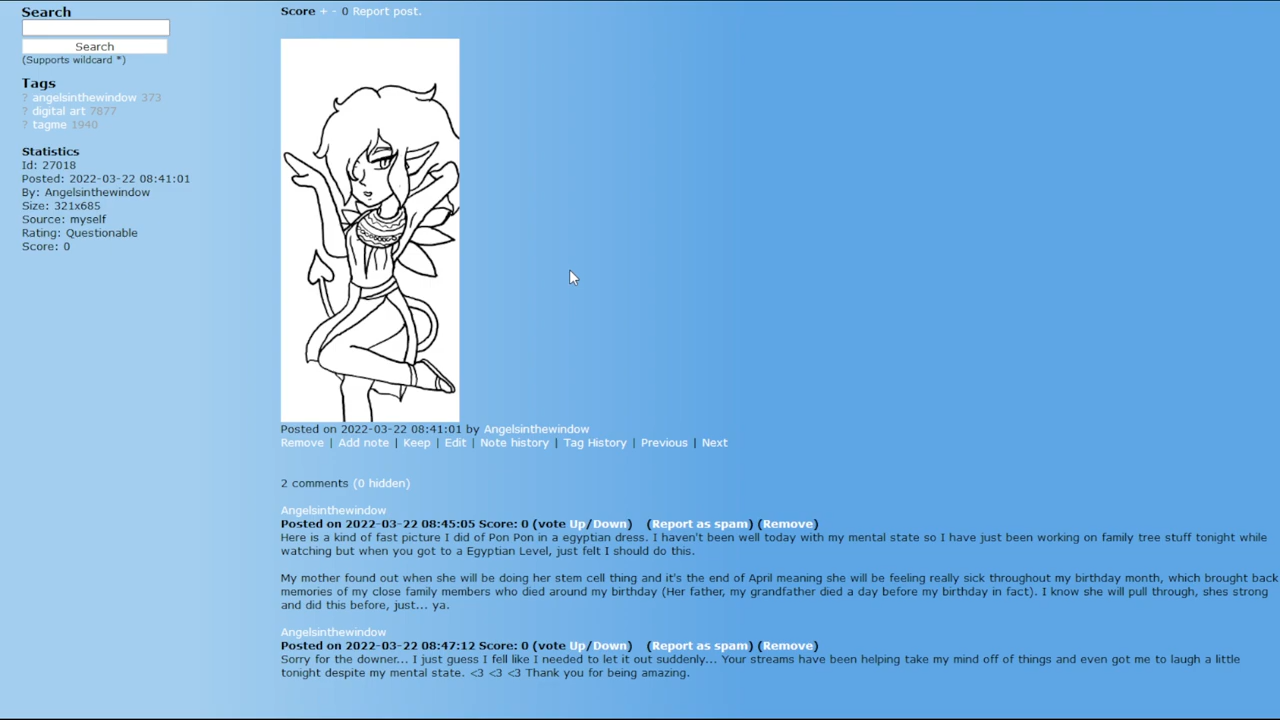 Search
Search
(Supports wildcard *)
Tags
? angelsinthewindow 373
? digital art 7877
? tagme 1940
Statistics
Id: 27018
Posted: 2022-03-22 08:41:01
By: Angelsinthewindow
Size: 321x685
Source: myself
Rating: Questionable
Score: 0
Score + - 0 Report post.
Posted on 2022-03-22 08:41:01 by Angelsinthewindow
Remove | Add note | Keep | Edit | Note history | Tag History | Previous | Next
2 comments (0 hidden)
Angelsinthewindow
Posted on 2022-03-22 08:45:05 Score: 0 (vote Up/Down) (Report as spam) (Remove)
Here is a kind of fast picture I did of Pon Pon in a egyptian dress. I haven't been well today with my mental state so I have just been working on family tree stuff tonight while
watching but when you got to a Egyptian Level, just felt I should do this.
My mother found out when she will be doing her stem cell thing and it's the end of April meaning she will be feeling really sick throughout my birthday month, which brought back
memories of my close family members who died around my birthday (Her father, my grandfather died a day before my birthday in fact). I know she will pull through, shes strong
and did this before, just... ya.
Angelsinthewindow
Posted on 2022-03-22 08:47:12 Score: 0 (vote Up/Down) (Report as spam) (Remove)
Sorry for the downer... I just guess I fell like I needed to let it out suddenly... Your streams have been helping take my mind off of things and even got me to laugh a little
tonight despite my mental state. <3 <3 <3 Thank you for being amazing.